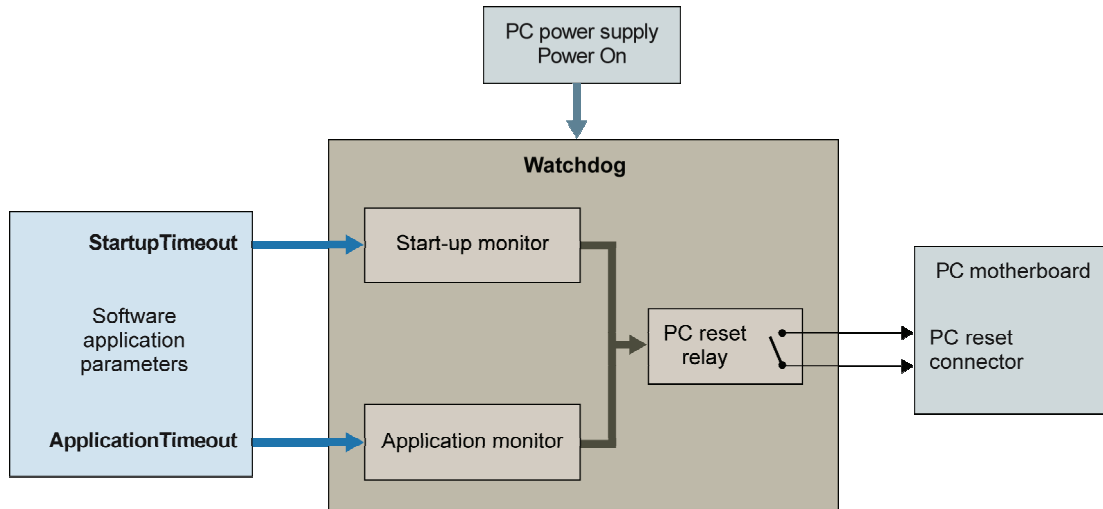 PC power supply
Power On
Watchdog
StartupTimeout
Software
application
parameters
ApplicationTimeout
Start-up monitor
Application monitor
PC reset
relay
PC motherboard
PC reset
connector